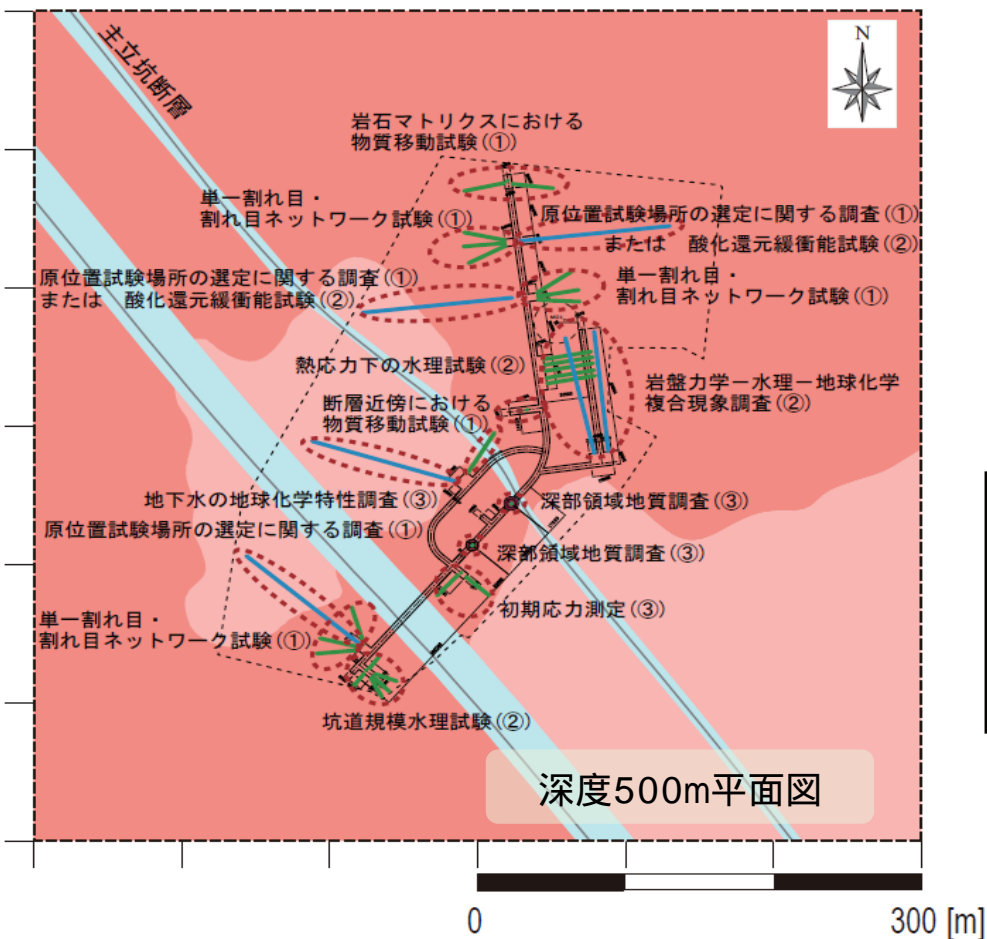 N
主立坑断層
岩石マトリクスにおける
物質移動試験(①)
単一割れ目・
割れ目ネットワーク試験(①)
原位置試験場所の選定に関する調査(①)
または　酸化還元緩衝能試験(②)
原位置試験場所の選定に関する調査(①)
または　酸化還元緩衝能試験(②)
単一割れ目・
割れ目ネットワーク試験(①)
熱応力下の水理試験(②)
岩盤力学－水理－地球化学
複合現象調査(②)
断層近傍における
物質移動試験(①)
地下水の地球化学特性調査(③)
深部領域地質調査(③)
原位置試験場所の選定に関する調査(①)
深部領域地質調査(③)
初期応力測定(③)
単一割れ目・
割れ目ネットワーク試験(①)
坑道規模水理試験(②)
深度500m平面図
0
300 [m]